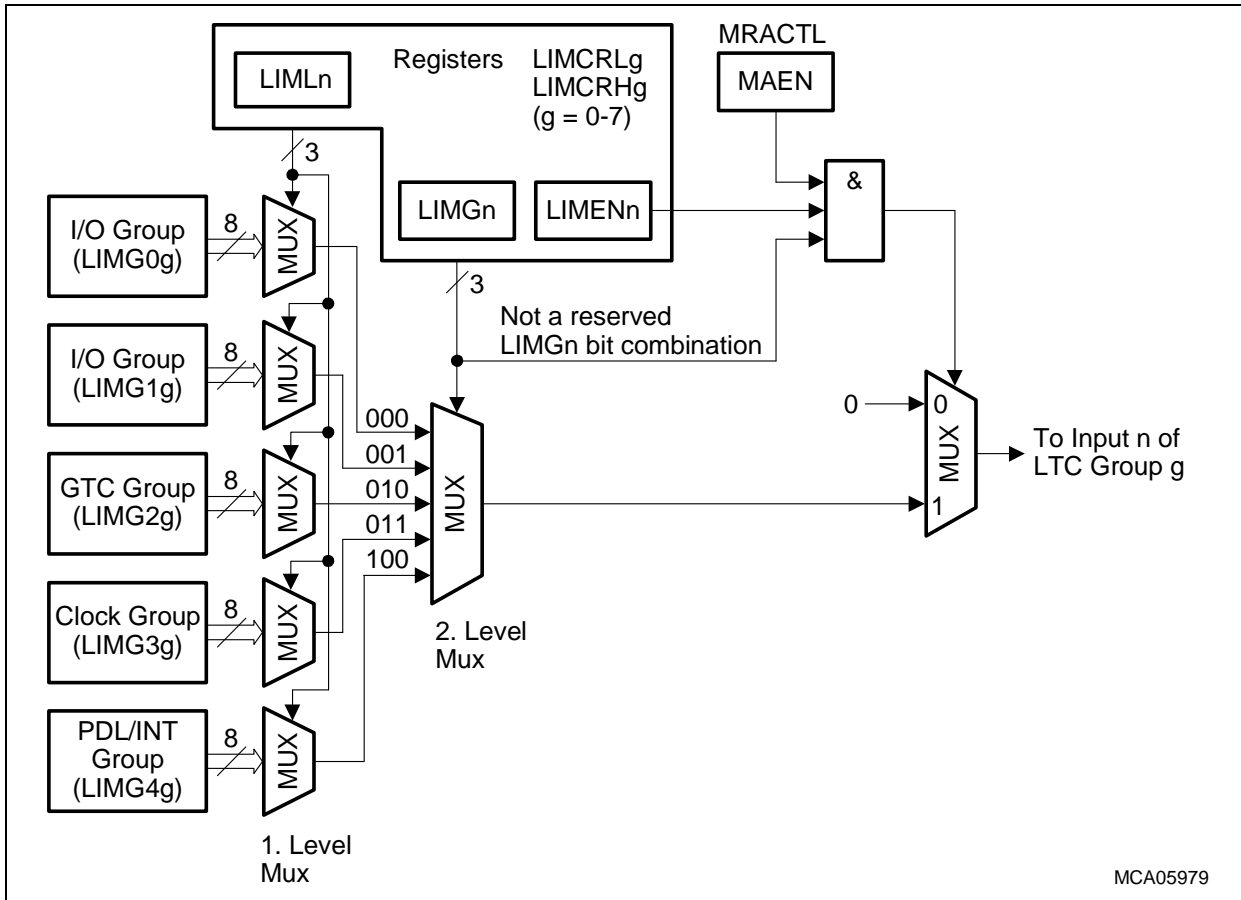 MRACTL
LIMLn
Registers
LIMCRLg
LIMCRHg
(g = 0-7)
MAEN
3
LIMGn
LIMENn
&
I/O Group
(LIMG0g)
8
MUX
3
Not a reserved
LIMGn bit combination
I/O Group
(LIMG1g)
8
MUX
GTC Group
(LIMG2g)
8
MUX
Clock Group
(LIMG3g)
8
MUX
PDL/INT
Group
(LIMG4g)
8
MUX
1. Level
Mux
000
001
010
011
100
MUX
2. Level
Mux
0
0
MUX
1
To Input n of
LTC Group g
MCA05979